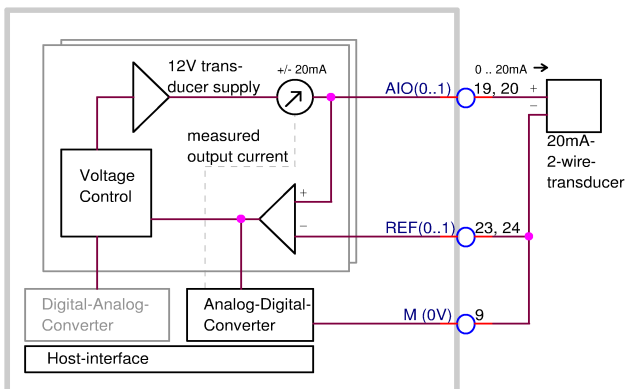 12V trans-
ducer supply
+/- 20mA
0 .. 20mA
AIO(0..1)
19, 20
+
−
20mA-
2-wire-
transducer
measured
output current
Voltage
Control
+
−
REF(0..1)
23, 24
Digital-Analog-
Converter
Analog-Digital-
Converter
M (0V)
9
Host-interface